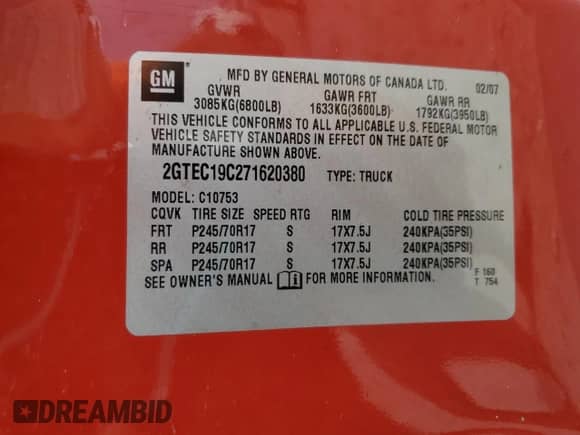 GM
MFD BY GENERAL MOTORS OF CANADA LTD. 02/07
GVWR GAWR FRT GAWR RR
3085KG(6800LB) 1633KG(3600LB) 1792KG(3950LB)
THIS VEHICLE CONFORMS TO ALL APPLICABLE U.S. FEDERAL MOTOR
VEHICLE SAFETY STANDARDS IN EFFECT ON THE DATE OF
MANUFACTURE SHOWN ABOVE.
2GTEC19C271620380 TYPE: TRUCK
MODEL: C10753
CQVK TIRE SIZE SPEED RTG RIM COLD TIRE PRESSURE
FRT P245/70R17 S 17X7.5J 240KPA(35PSI)
RR P245/70R17 S 17X7.5J 240KPA(35PSI)
SPA P245/70R17 S 17X7.5J 240KPA(35PSI)
SEE OWNER'S MANUAL FOR MORE INFORMATION.
F 160
T 754
DREAMBID